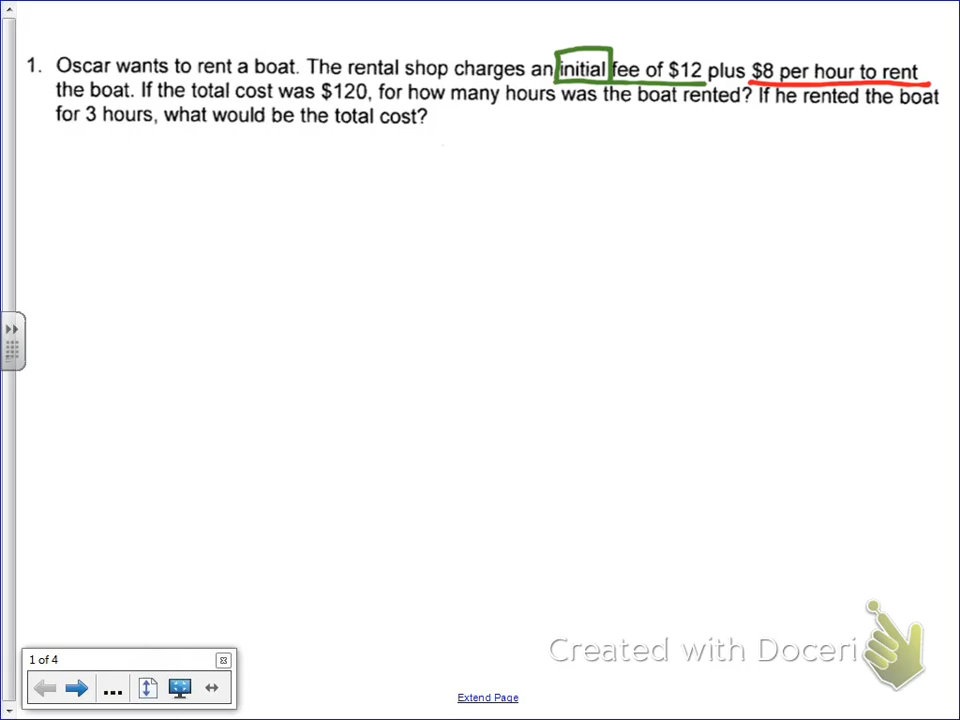 1. Oscar wants to rent a boat. The rental shop charges an initial fee of $12 plus $8 per hour to rent
the boat. If the total cost was $120, for how many hours was the boat rented? If he rented the boat
for 3 hours, what would be the total cost?
Created with Doceri
1 of 4
...
Extend Page